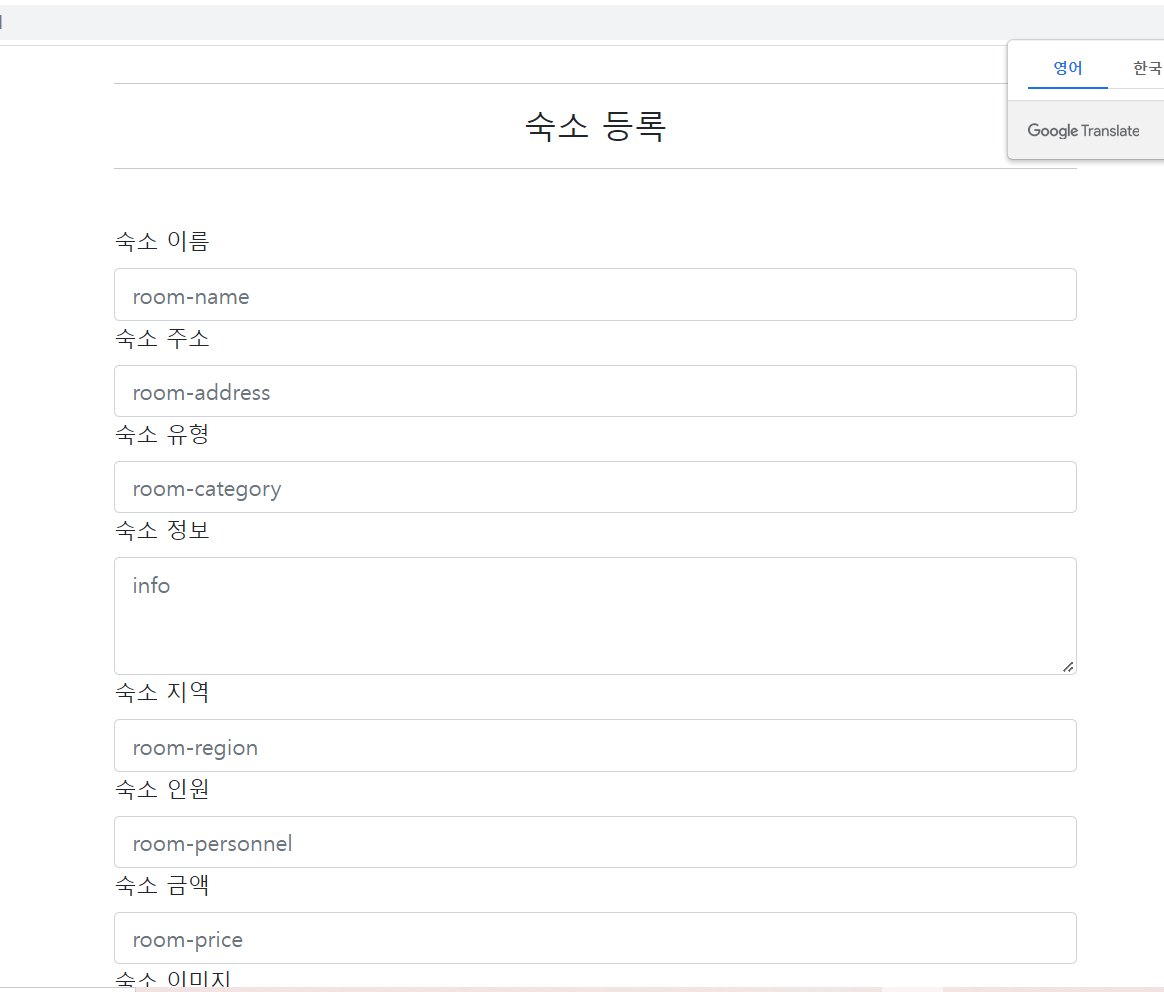 영어
한국
Google Translate
숙소 등록
숙소 이름
room-name
숙소 주소
room-address
숙소 유형
room-category
숙소 정보
info
숙소 지역
room-region
숙소 인원
room-personnel
숙소 금액
room-price
숙소 이미지